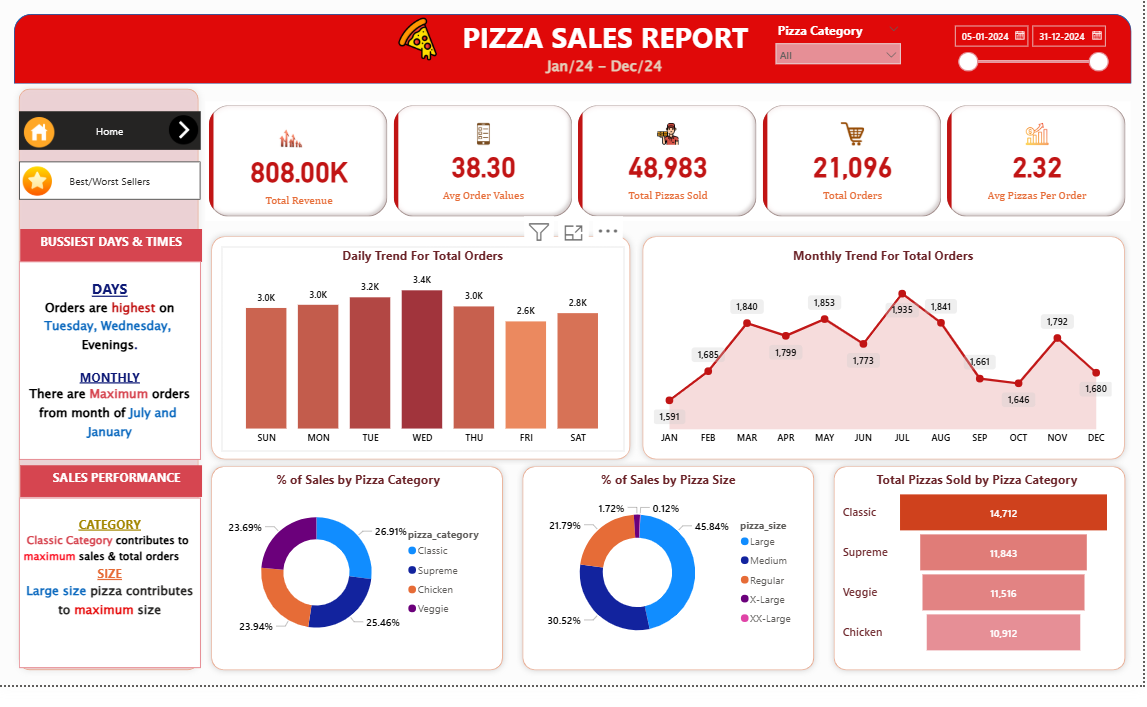 PIZZA SALES REPORT
Jan/24 – Dec/24
Pizza Category
All
05-01-2024
31-12-2024
Home
Best/Worst Sellers
808.00K
Total Revenue
38.30
Avg Order Values
48,983
Total Pizzas Sold
21,096
Total Orders
2.32
Avg Pizzas Per Order
BUSSIEST DAYS & TIMES
DAYS
Orders are highest on
Tuesday, Wednesday,
Evenings.
MONTHLY
There are Maximum orders
from month of July and
January
Daily Trend For Total Orders
3.0K
3.0K
3.2K
3.4K
3.0K
2.6K
2.8K
SUN MON TUE WED THU FRI SAT
Monthly Trend For Total Orders
1,591
1,685
1,840
1,799
1,853
1,773
1,935
1,841
1,661
1,646
1,792
1,680
JAN FEB MAR APR MAY JUN JUL AUG SEP OCT NOV DEC
SALES PERFORMANCE
CATEGORY
Classic Category contributes to
maximum sales & total orders
SIZE
Large size pizza contributes
to maximum size
% of Sales by Pizza Category
26.91%
25.46%
23.94%
23.69%
pizza_category
Classic
Supreme
Chicken
Veggie
% of Sales by Pizza Size
45.84%
30.52%
21.79%
1.72%
0.12%
pizza_size
Large
Medium
Regular
X-Large
XX-Large
Total Pizzas Sold by Pizza Category
Classic 14,712
Supreme 11,843
Veggie 11,516
Chicken 10,912